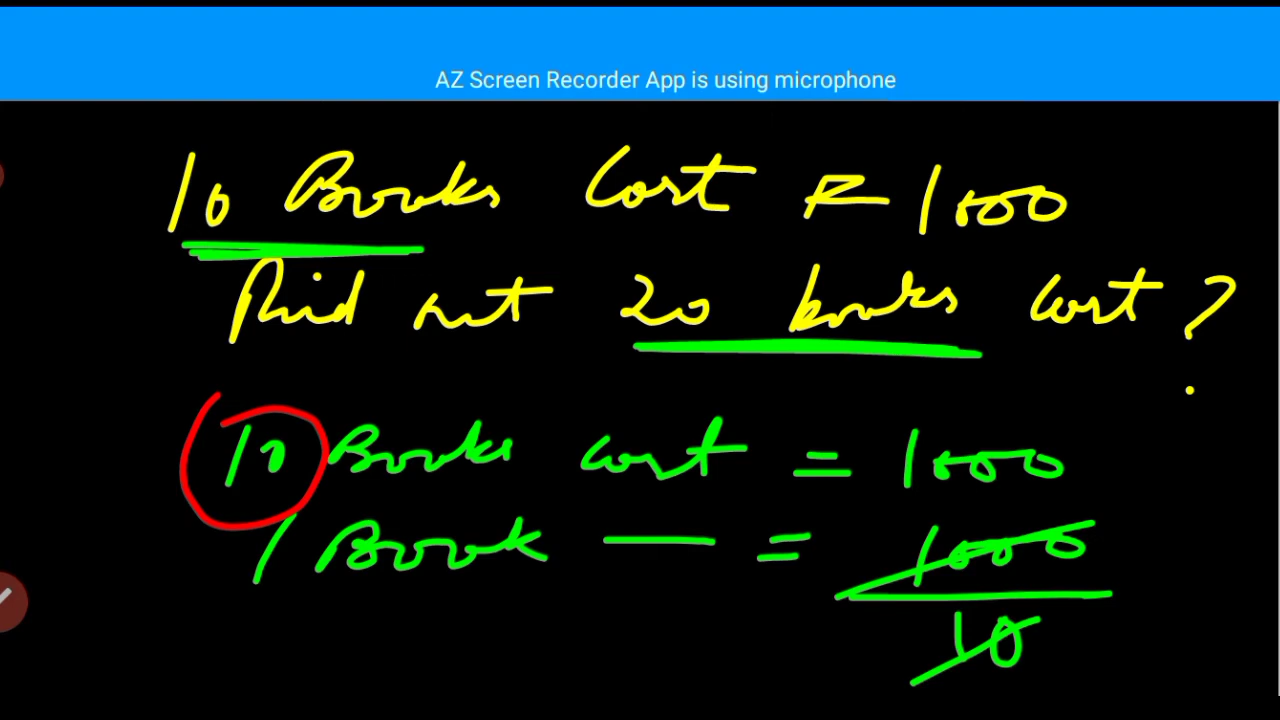 AZ Screen Recorder App is using microphone
10 Books Cost ₹ 1000
Find out 20 books cost ?
10 Books cost = 1000
1 Book — = 1000
10